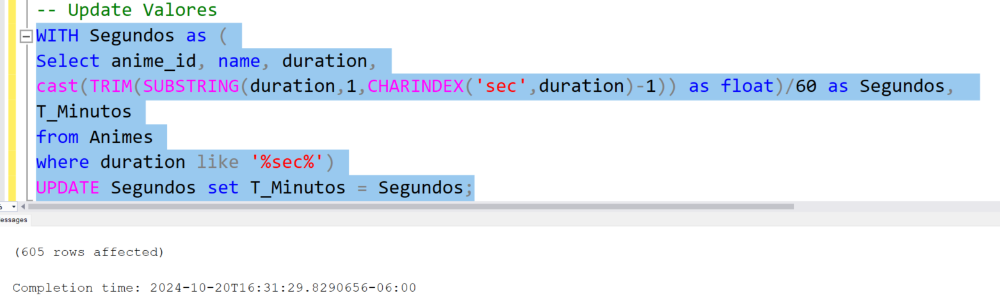 -- Update Valores
WITH Segundos as (
Select anime_id, name, duration,
cast(TRIM(SUBSTRING(duration,1,CHARINDEX('sec',duration)-1)) as float)/60 as Segundos,
T_Minutos
from Animes
where duration like '%sec%')
UPDATE Segundos set T_Minutos = Segundos;
(605 rows affected)
Completion time: 2024-10-20T16:31:29.8290656-06:00